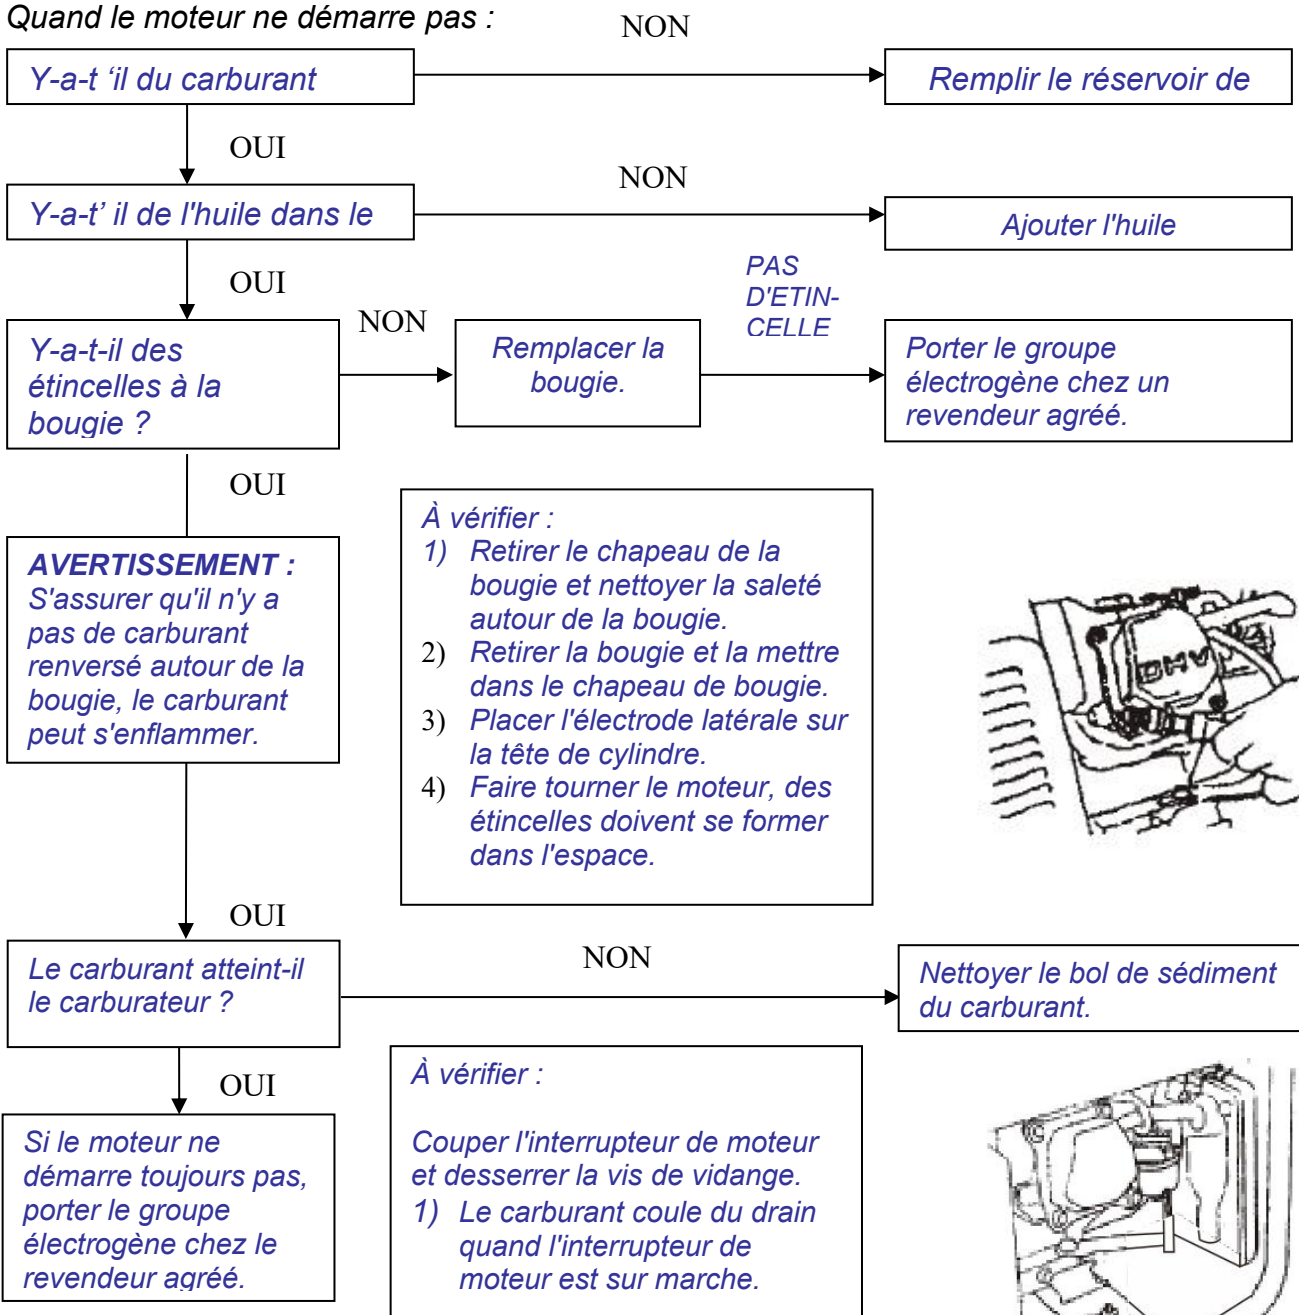 Quand le moteur ne démarre pas :
NON
Y-a-t ‘il du carburant
Remplir le réservoir de
OUI
NON
Y-a-t’ il de l'huile dans le
Ajouter l'huile
OUI
PAS
D'ETIN-
CELLE
NON
Y-a-t-il des
étincelles à la
bougie ?
Remplacer la
bougie.
Porter le groupe
électrogène chez un
revendeur agréé.
OUI
AVERTISSEMENT :
S'assurer qu'il n'y a
pas de carburant
renversé autour de la
bougie, le carburant
peut s'enflammer.
À vérifier :
1) Retirer le chapeau de la
bougie et nettoyer la saleté
autour de la bougie.
2) Retirer la bougie et la mettre
dans le chapeau de bougie.
3) Placer l'électrode latérale sur
la tête de cylindre.
4) Faire tourner le moteur, des
étincelles doivent se former
dans l'espace.
OHV
OUI
Le carburant atteint-il
le carburateur ?
NON
Nettoyer le bol de sédiment
du carburant.
OUI
Si le moteur ne
démarre toujours pas,
porter le groupe
électrogène chez le
revendeur agréé.
À vérifier :
Couper l'interrupteur de moteur
et desserrer la vis de vidange.
1) Le carburant coule du drain
quand l'interrupteur de
moteur est sur marche.